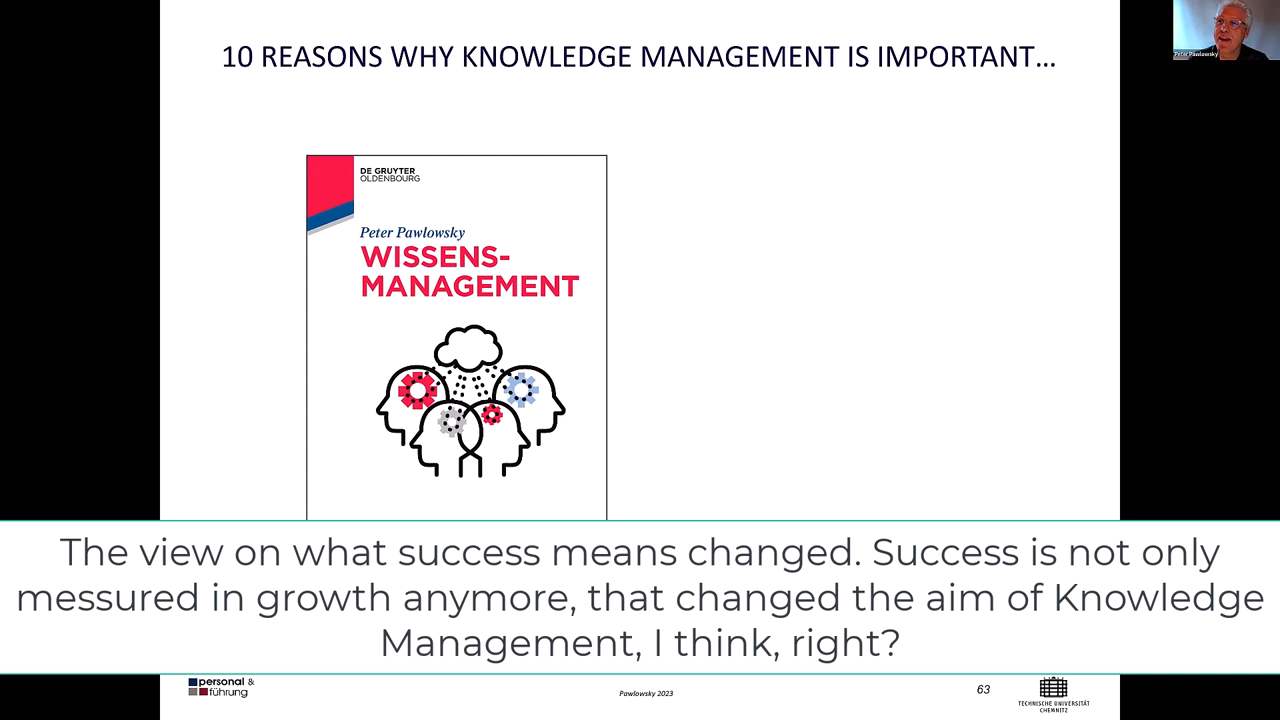 10 REASONS WHY KNOWLEDGE MANAGEMENT IS IMPORTANT…
Peter Pawlowsky
DE GRUYTER
OLDENBOURG
Peter Pawlowsky
WISSENS-
MANAGEMENT
The view on what success means changed. Success is not only
messured in growth anymore, that changed the aim of Knowledge
Management, I think, right?
personal &
führung
Pawlowsky 2023
63
TECHNISCHE UNIVERSITÄT
CHEMNITZ